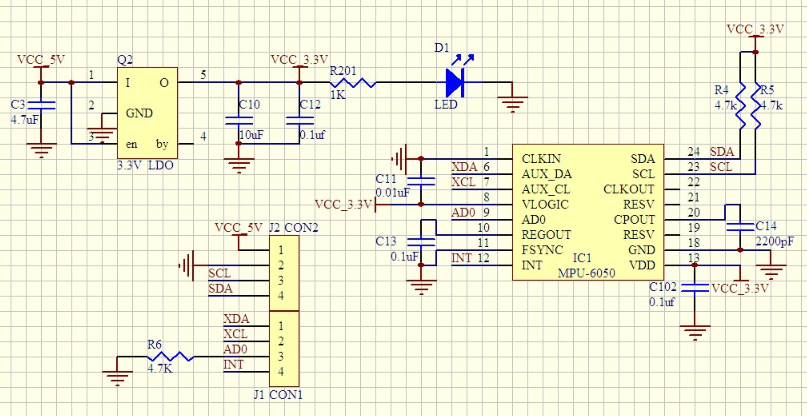 VCC_5V
Q2
VCC_3.3V
1 I O 5
2 GND
3 en by 4
3.3V LDO
C3
4.7uF
C10
10uF
C12
0.1uf
R201
1K
D1
LED
VCC_3.3V
R4
4.7k
R5
4.7k
SDA
SCL
1 CLKIN SDA 24
XDA 6 AUX_DA SCL 23
XCL 7 AUX_CL CLKOUT 22
VCC_3.3V 8 VLOGIC RESV 21
AD0 9 AD0 CPOUT 20
10 REGOUT RESV 19
11 FSYNC GND 18
INT 12 INT VDD 13
IC1
MPU-6050
C11
0.01uF
C13
0.1uF
C14
2200pF
C102
0.1uf
VCC_3.3V
VCC_5V
J2 CON2
1
2
SCL 3
SDA 4
XDA 1
XCL 2
AD0 3
INT 4
J1 CON1
R6
4.7K